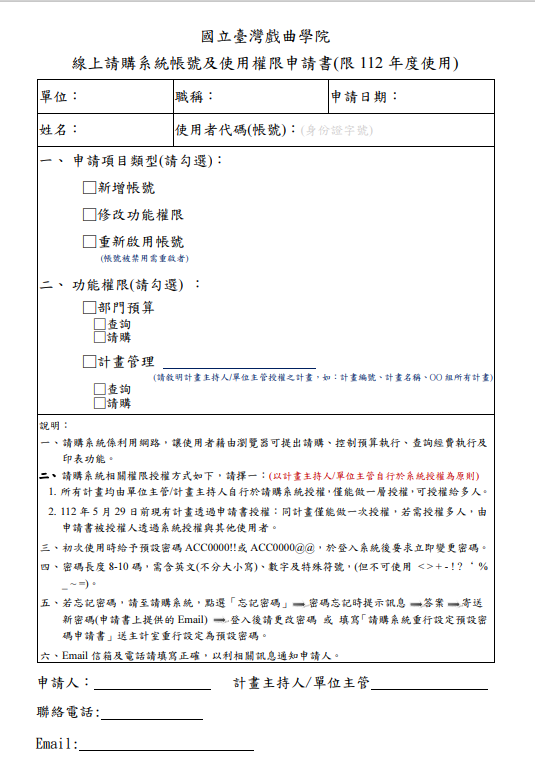 國立臺灣戲曲學院
線上請購系統帳號及使用權限申請書(限 112 年度使用)
單位： 職稱： 申請日期：
姓名： 使用者代碼(帳號)：(身份證字號)
一、 申請項目類型(請勾選)：
□新增帳號
□修改功能權限
□重新啟用帳號
(帳號被禁用需重啟者)
二、 功能權限(請勾選) ：
□部門預算
□查詢
□請購
□計畫管理
(請敘明計畫主持人/單位主管授權之計畫，如：計畫編號、計畫名稱、OO 組所有計畫)
□查詢
□請購
說明：
一、請購系統係利用網路，讓使用者藉由瀏覽器可提出請購、控制預算執行、查詢經費執行及
印表功能。
二、請購系統相關權限授權方式如下，請擇一：(以計畫主持人/單位主管自行於系統授權為原則)
1. 所有計畫均由單位主管/計畫主持人自行於請購系統授權，僅能做一層授權，可授權給多人。
2. 112 年 5 月 29 日前現有計畫透過申請書授權：同計畫僅能做一次授權，若需授權多人，由
申請書被授權人透過系統授權與其他使用者。
三、初次使用時給予預設密碼 ACC0000!!或 ACC0000@@，於登入系統後要求立即變更密碼。
四、密碼長度 8-10 碼，需含英文(不分大小寫)、數字及特殊符號，(但不可使用 < > + - ! ? ' %
_ ~ =)。
五、若忘記密碼，請至請購系統，點選「忘記密碼」➡密碼忘記時提示訊息➡答案➡寄送
新密碼(申請書上提供的 Email) ➡登入後請更改密碼 或 填寫「請購系統重行設定預設密
碼申請書」送主計室重行設定為預設密碼。
六、Email 信箱及電話請填寫正確，以利相關訊息通知申請人。
申請人： 計畫主持人/單位主管
聯絡電話:
Email: